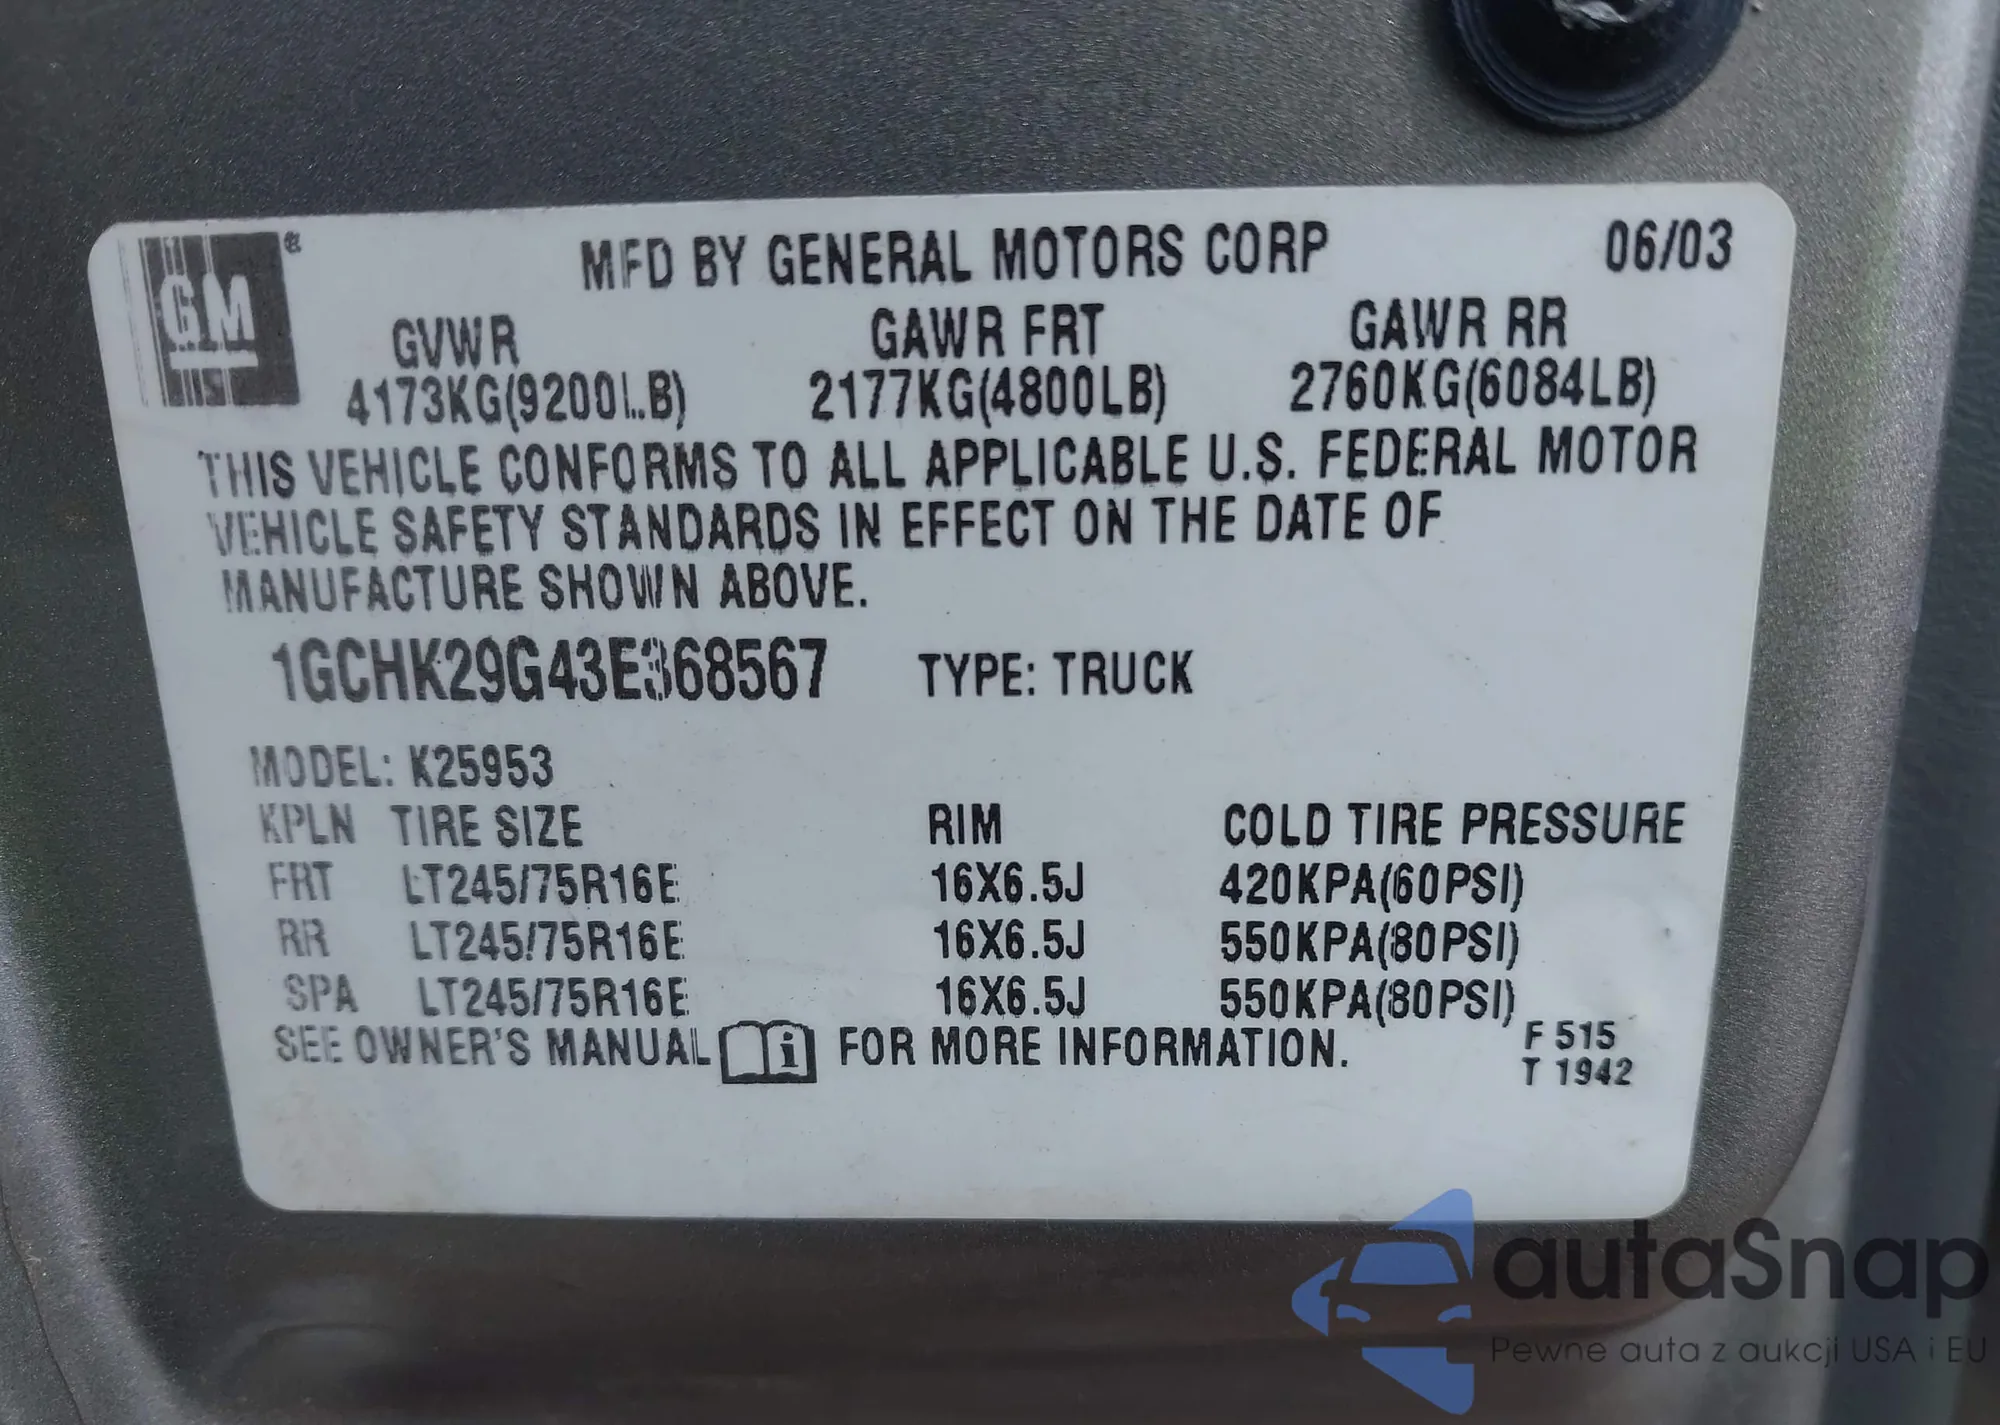 GM ®
MFD BY GENERAL MOTORS CORP 06/03
GVWR GAWR FRT GAWR RR
4173KG(9200LB) 2177KG(4800LB) 2760KG(6084LB)
THIS VEHICLE CONFORMS TO ALL APPLICABLE U.S. FEDERAL MOTOR
VEHICLE SAFETY STANDARDS IN EFFECT ON THE DATE OF
MANUFACTURE SHOWN ABOVE.
1GCHK29G43E368567 TYPE: TRUCK
MODEL: K25953
KPLN TIRE SIZE RIM COLD TIRE PRESSURE
FRT LT245/75R16E 16X6.5J 420KPA(60PSI)
RR LT245/75R16E 16X6.5J 550KPA(80PSI)
SPA LT245/75R16E 16X6.5J 550KPA(80PSI)
SEE OWNER'S MANUAL i FOR MORE INFORMATION.
F 515
T 1942
autaSnap
Pewne auta z aukcji USA i EU